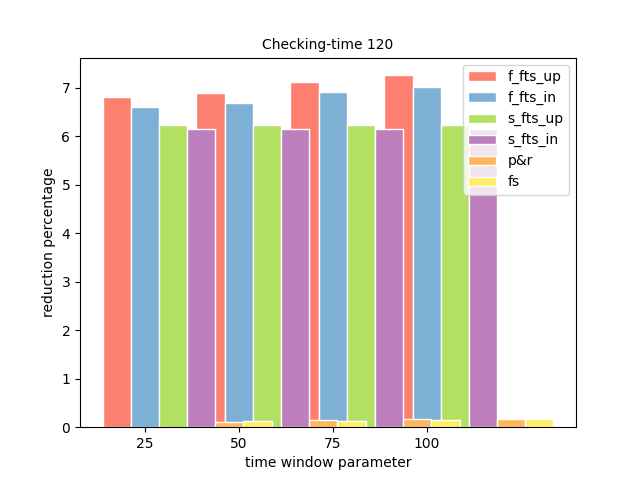 Checking-time 120
reduction percentage
7
6
5
4
3
2
1
0
f_fts_up
f_fts_in
s_fts_up
s_fts_in
p&r
fs
25 50 75 100
time window parameter